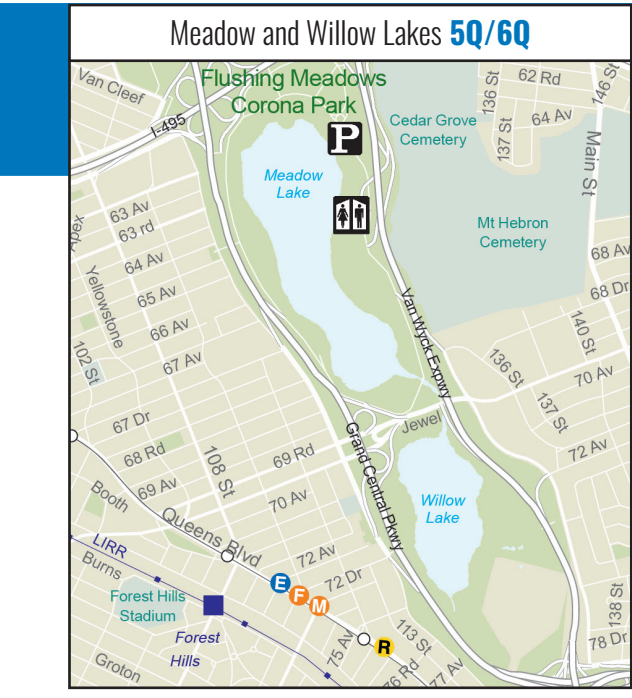 Meadow and Willow Lakes 5Q/6Q
Van Cleef
I-495
Flushing Meadows
Corona Park
P
Cedar Grove
Cemetery
136 St
62 Rd
146 St
137 St
64 Av
Main St
Meadow
Lake
Mt Hebron
Cemetery
63 Av
63 rd
Apex
64 Av
Yellowstone
65 Av
66 Av
67 Av
102 St
68 Av
68 Dr
Van Wyck Expwy
140 St
136 St
70 Av
137 St
72 Av
Jewel
Grand Central Pkwy
67 Dr
68 Rd
69 Av
108 St
69 Rd
70 Av
Booth
Queens Blvd
Willow
Lake
LIRR
Burns
72 Av
72 Dr
E
F
M
R
Forest Hills
Stadium
Forest
Hills
Groton
75 Av
113 St
76 Rd
77 Av
138 St
78 Dr